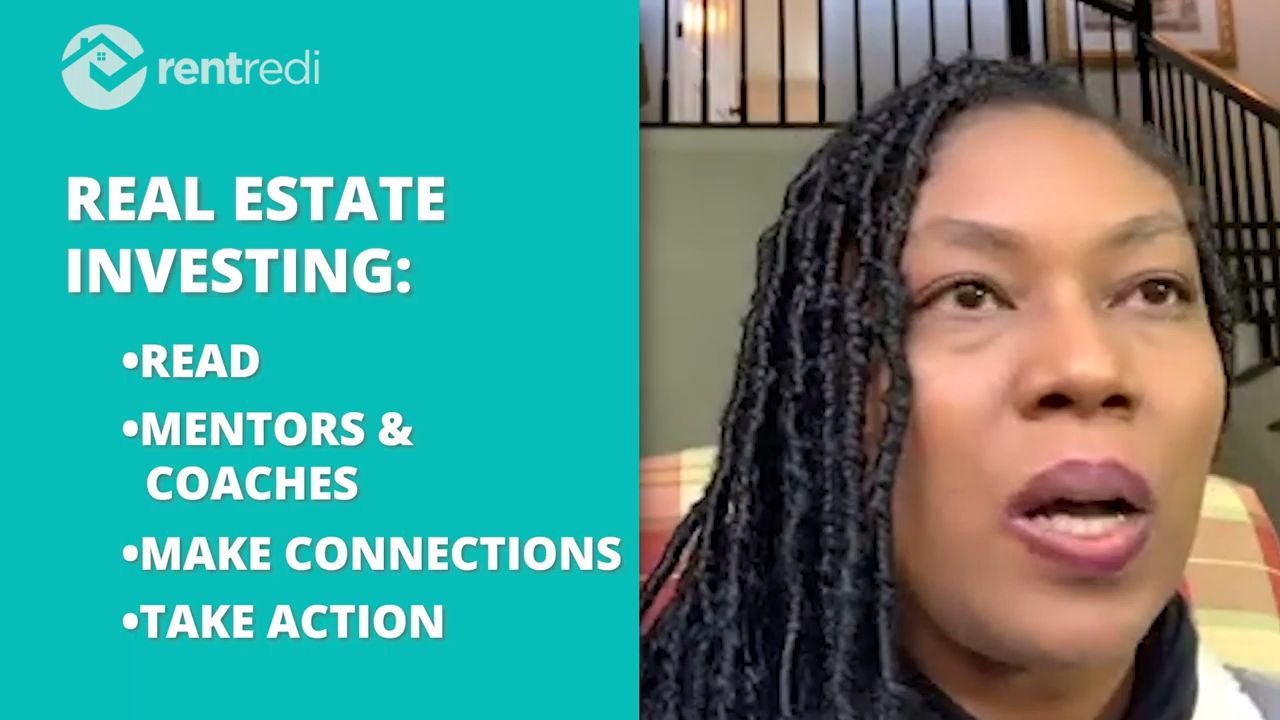 rentredi
REAL ESTATE
INVESTING:
•READ
•MENTORS &
COACHES
•MAKE CONNECTIONS
•TAKE ACTION